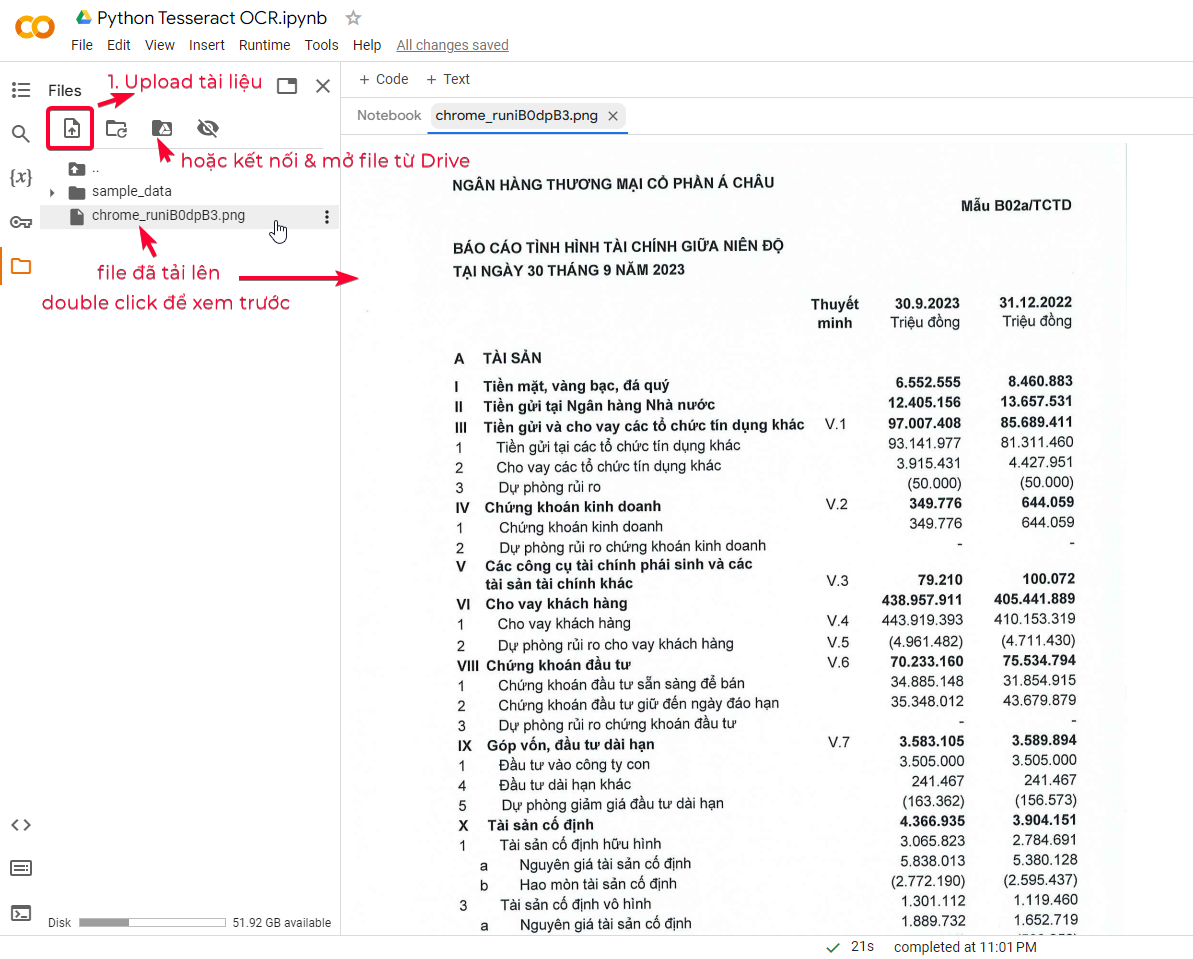 CO
Python Tesseract OCR.ipynb
File Edit View Insert Runtime Tools Help All changes saved
Files
1. Upload tài liệu
+ Code + Text
Notebook chrome_runiB0dpB3.png
hoặc kết nối & mở file từ Drive
..
sample_data
chrome_runiB0dpB3.png
file đã tải lên
double click để xem trước
{x}
Disk 51.92 GB available
NGÂN HÀNG THƯƠNG MẠI CỔ PHẦN Á CHÂU
Mẫu B02a/TCTD
BÁO CÁO TÌNH HÌNH TÀI CHÍNH GIỮA NIÊN ĐỘ
TẠI NGÀY 30 THÁNG 9 NĂM 2023
Thuyết 30.9.2023 31.12.2022
minh Triệu đồng Triệu đồng
A TÀI SẢN
I Tiền mặt, vàng bạc, đá quý 6.552.555 8.460.883
II Tiền gửi tại Ngân hàng Nhà nước 12.405.156 13.657.531
III Tiền gửi và cho vay các tổ chức tín dụng khác V.1 97.007.408 85.689.411
1 Tiền gửi tại các tổ chức tín dụng khác 93.141.977 81.311.460
2 Cho vay các tổ chức tín dụng khác 3.915.431 4.427.951
3 Dự phòng rủi ro (50.000) (50.000)
IV Chứng khoán kinh doanh V.2 349.776 644.059
1 Chứng khoán kinh doanh 349.776 644.059
2 Dự phòng rủi ro chứng khoán kinh doanh - -
V Các công cụ tài chính phái sinh và các
tài sản tài chính khác V.3 79.210 100.072
VI Cho vay khách hàng 438.957.911 405.441.889
1 Cho vay khách hàng V.4 443.919.393 410.153.319
2 Dự phòng rủi ro cho vay khách hàng V.5 (4.961.482) (4.711.430)
VIII Chứng khoán đầu tư V.6 70.233.160 75.534.794
1 Chứng khoán đầu tư sẵn sàng để bán 34.885.148 31.854.915
2 Chứng khoán đầu tư giữ đến ngày đáo hạn 35.348.012 43.679.879
3 Dự phòng rủi ro chứng khoán đầu tư - -
IX Góp vốn, đầu tư dài hạn V.7 3.583.105 3.589.894
1 Đầu tư vào công ty con 3.505.000 3.505.000
4 Đầu tư dài hạn khác 241.467 241.467
5 Dự phòng giảm giá đầu tư dài hạn (163.362) (156.573)
X Tài sản cố định 4.366.935 3.904.151
1 Tài sản cố định hữu hình 3.065.823 2.784.691
a Nguyên giá tài sản cố định 5.838.013 5.380.128
b Hao mòn tài sản cố định (2.772.190) (2.595.437)
3 Tài sản cố định vô hình 1.301.112 1.119.460
a Nguyên giá tài sản cố định 1.889.732 1.652.719
21s completed at 11:01 PM